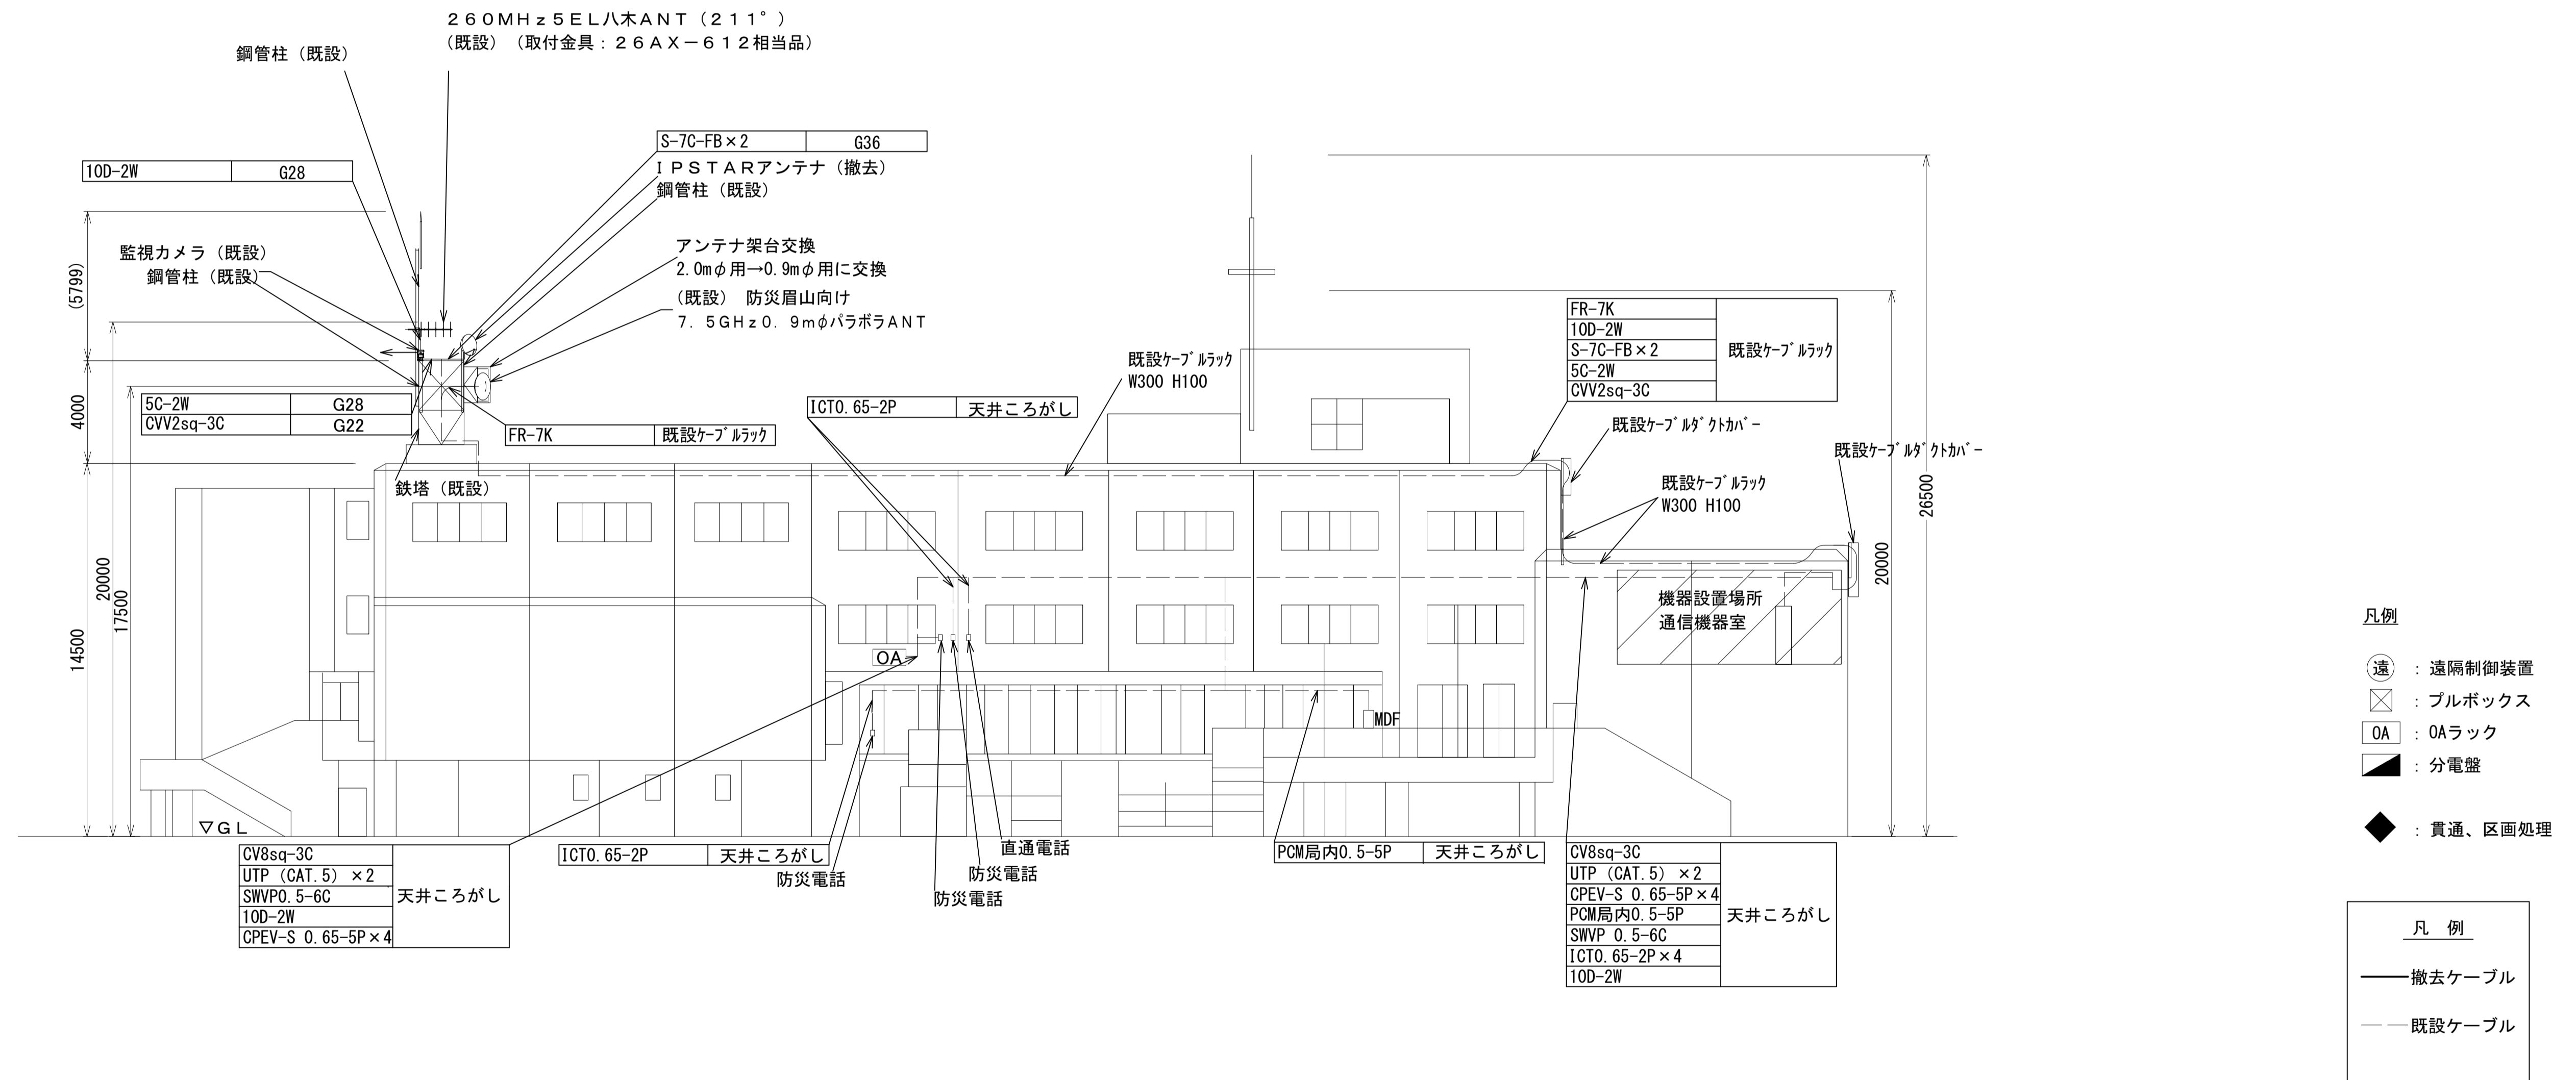 ２６０ＭＨｚ５ＥＬ八木ＡＮＴ（２１１°）
（既設）（取付金具：２６ＡＸ－６１２相当品）
鋼管柱（既設）
S-7C-FB×2 G36
ＩＰＳＴＡＲアンテナ（撤去）
鋼管柱（既設）
10D-2W G28
監視カメラ（既設）
鋼管柱（既設）
アンテナ架台交換
2.0mφ用→0.9mφ用に交換
（既設） 防災眉山向け
７．５ＧＨｚ０．９ｍφパラボラＡＮＴ
(5799)
4000
14500
20000
17500
5C-2W G28
CVV2sq-3C G22
FR-7K 既設ｹｰﾌﾞﾙﾗｯｸ
鉄塔（既設）
ICT0.65-2P 天井ころがし
既設ｹｰﾌﾞﾙﾗｯｸ
W300 H100
FR-7K
10D-2W
S-7C-FB×2
5C-2W
CVV2sq-3C
既設ｹｰﾌﾞﾙﾗｯｸ
既設ｹｰﾌﾞﾙﾀﾞｸﾄｶﾊﾞｰ
既設ｹｰﾌﾞﾙﾀﾞｸﾄｶﾊﾞｰ
既設ｹｰﾌﾞﾙﾗｯｸ
W300 H100
26500
20000
機器設置場所
通信機器室
OA
MDF
▽ＧＬ
CV8sq-3C
UTP（CAT.5）×2
SWVP0.5-6C
10D-2W
CPEV-S 0.65-5P×4
天井ころがし
ICT0.65-2P 天井ころがし
防災電話
直通電話
防災電話
防災電話
PCM局内0.5-5P 天井ころがし
CV8sq-3C
UTP（CAT.5）×2
CPEV-S 0.65-5P×4
PCM局内0.5-5P
SWVP 0.5-6C
ICT0.65-2P×4
10D-2W
天井ころがし
凡例
遠 ：遠隔制御装置
：プルボックス
OA ：OAラック
：分電盤
：貫通、区画処理
凡 例
撤去ケーブル
既設ケーブル